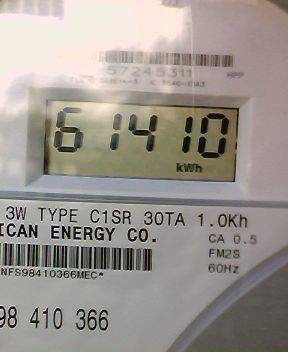 57245311 HPP
61410
kWh
3W TYPE C1SR 30TA 1.0Kh
ICAN ENERGY CO.
CA 0.5
FM2S
NFS98410366MEC*
60Hz
98 410 366